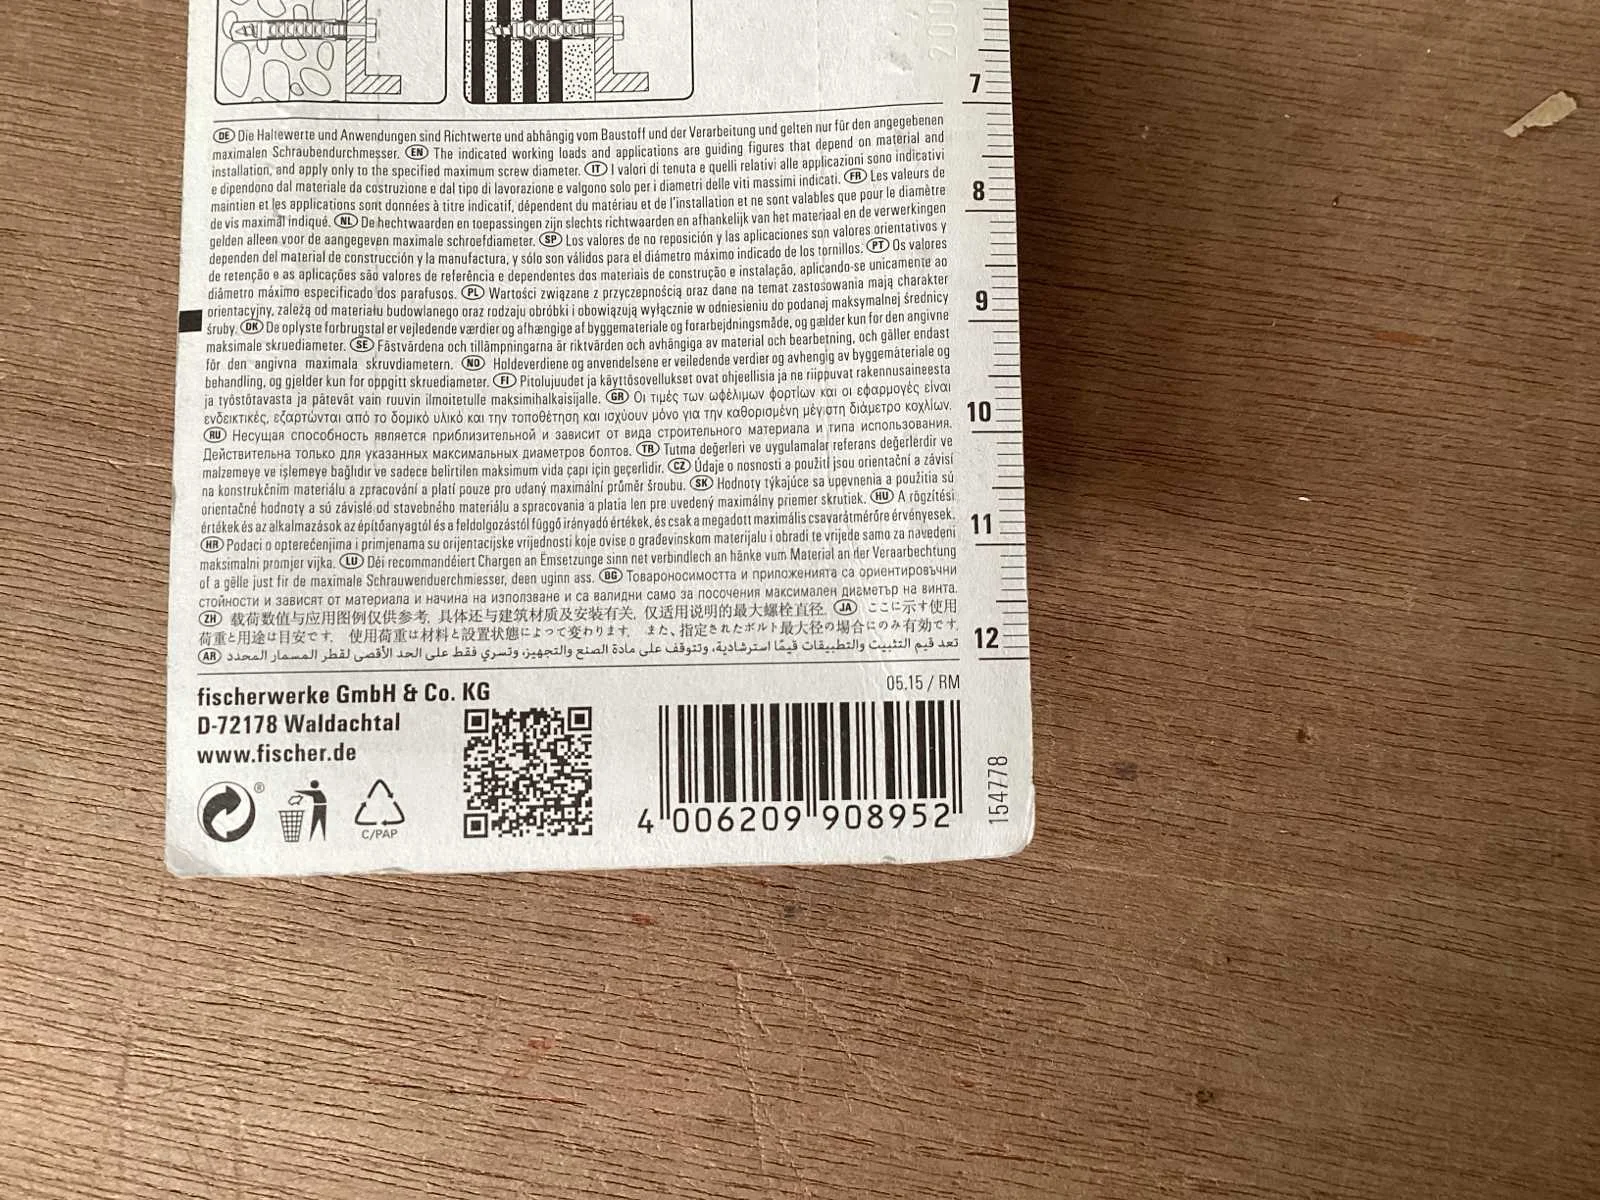 7
8
9
10
11
12
DE Die Haltewerte und Anwendungen sind Richtwerte und abhängig vom Baustoff und der Verarbeitung und gelten nur für den angegebenen
maximalen Schraubendurchmesser. EN The indicated working loads and applications are guiding figures that depend on material and
installation, and apply only to the specified maximum screw diameter. IT I valori di tenuta e quelli relativi alle applicazioni sono indicativi
e dipendono dal materiale da costruzione e dal tipo di lavorazione e valgono solo per i diametri delle viti massimi indicati. FR Les valeurs de
maintien et les applications sont données à titre indicatif, dépendent du matériau et de l'installation et ne sont valables que pour le diamètre
de vis maximal indiqué. NL De hechtwaarden en toepassingen zijn slechts richtwaarden en afhankelijk van het materiaal en de verwerkingen
gelden alleen voor de aangegeven maximale schroefdiameter. SP Los valores de no reposición y las aplicaciones son valores orientativos y
dependen del material de construcción y la manufactura, y sólo son válidos para el diámetro máximo indicado de los tornillos. PT Os valores
de retenção e as aplicações são valores de referência e dependentes dos materiais de construção e instalação, aplicando-se unicamente ao
diâmetro máximo especificado dos parafusos. PL Wartości związane z przyczepnością oraz dane na temat zastosowania mają charakter
orientacyjny, zależą od materiału budowlanego oraz rodzaju obróbki i obowiązują wyłącznie w odniesieniu do podanej maksymalnej średnicy
śruby. DK De oplyste forbrugstal er vejledende værdier og afhængige af byggemateriale og forarbejdningsmåde, og gælder kun for den angivne
maksimale skruediameter. SE Fästvärdena och tillämpningarna är riktvärden och avhängiga av material och bearbetning, och gäller endast
för den angivna maximala skruvdiametern. NO Holdeverdiene og anvendelsene er veiledende verdier og avhengig av byggemateriale og
behandling, og gjelder kun for oppgitt skruediameter. FI Pitolujuudet ja käyttösovellukset ovat ohjeellisia ja ne riippuvat rakennusaineesta
ja työstötavasta ja pätevät vain ruuvin ilmoitetulle maksimihalkaisijalle. GR Οι τιμές των ωφέλιμων φορτίων και οι εφαρμογές είναι
ενδεικτικές, εξαρτώνται από το δομικό υλικό και την τοποθέτηση και ισχύουν μόνο για την καθορισμένη μέγιστη διάμετρο κοχλίων.
RU Несущая способность является приблизительной и зависит от вида строительного материала и типа использования.
Действительна только для указанных максимальных диаметров болтов. TR Tutma değerleri ve uygulamalar referans değerlerdir ve
malzemeye ve işlemeye bağlıdır ve sadece belirtilen maksimum vida çapı için geçerlidir. CZ Údaje o nosnosti a použití jsou orientační a závisí
na konstrukčním materiálu a zpracování a platí pouze pro udaný maximální průměr šroubu. SK Hodnoty týkajúce sa upevnenia a použitia sú
orientačné hodnoty a sú závislé od stavebného materiálu a spracovania a platia len pre uvedený maximálny priemer skrutiek. HU A rögzítési
értékek és az alkalmazások az építőanyagtól és a feldolgozástól függő irányadó értékek, és csak a megadott maximális csavarátmérőre érvényesek.
HR Podaci o opterećenjima i primjenama su orijentacijske vrijednosti koje ovise o građevinskom materijalu i obradi te vrijede samo za navedeni
maksimalni promjer vijka. LU Déi recommandéiert Chargen an Ëmsetzunge sinn net verbindlech an hänke vum Material an der Veraarbechtung
of a gëlle just fir de maximale Schrauwenduerchmiesser, deen uginn ass. BG Товароносимостта и приложенията са ориентировъчни
стойности и зависят от материала и начина на използване и са валидни само за посочения максимален диаметър на винта.
ZH 载荷数值与应用图例仅供参考, 具体还与建筑材质及安装有关, 仅适用说明的最大螺栓直径. JA ここに示す使用
荷重と用途は目安です. 使用荷重は材料と設置状態によって変わります. また、指定されたボルト最大径の場合にのみ有効です.
AR تعد قيم التثبيت والتطبيقات قيمًا استرشادية، وتتوقف على مادة الصنع والتجهيز، وتسري فقط على الحد الأقصى لقطر المسمار المحدد
fischerwerke GmbH & Co. KG
D-72178 Waldachtal
www.fischer.de
®
C/PAP
05.15 / RM
4 006209 908952
154778